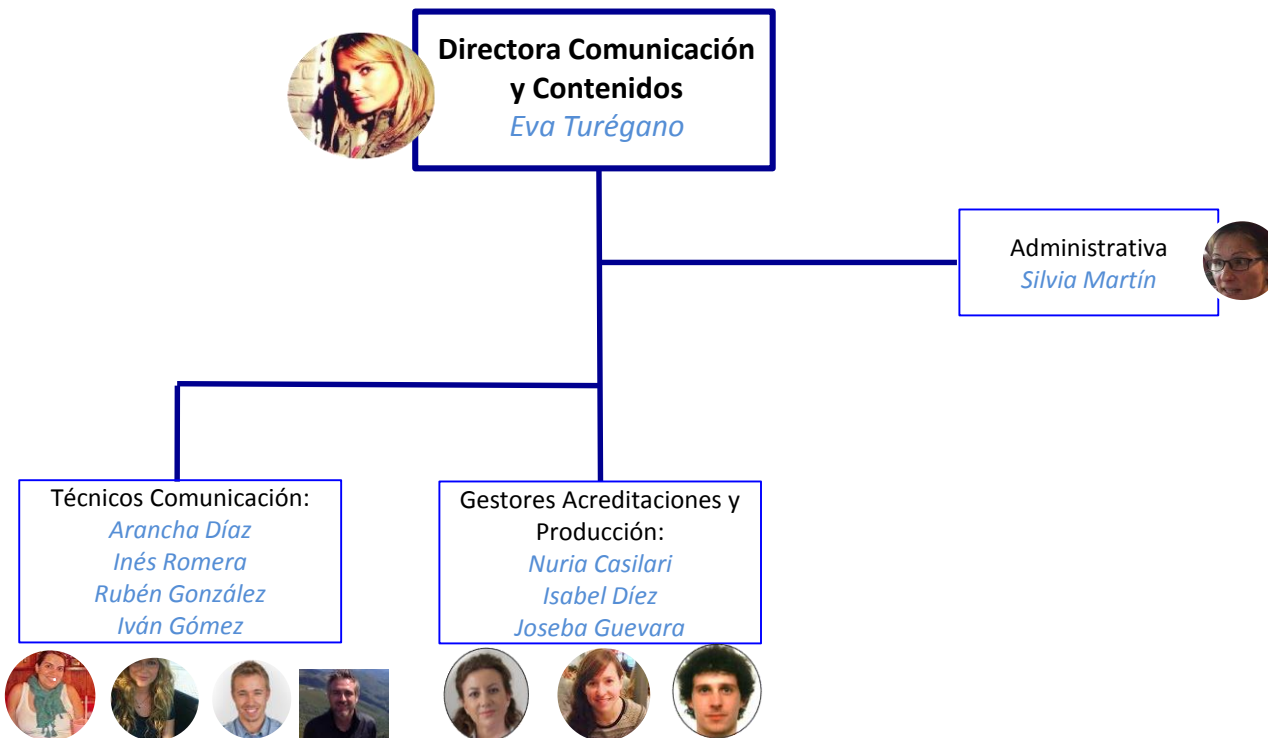 Directora Comunicación
y Contenidos
Eva Turégano
Administrativa
Silvia Martín
Técnicos Comunicación:
Arancha Díaz
Inés Romera
Rubén González
Iván Gómez
Gestores Acreditaciones y
Producción:
Nuria Casilari
Isabel Díez
Joseba Guevara